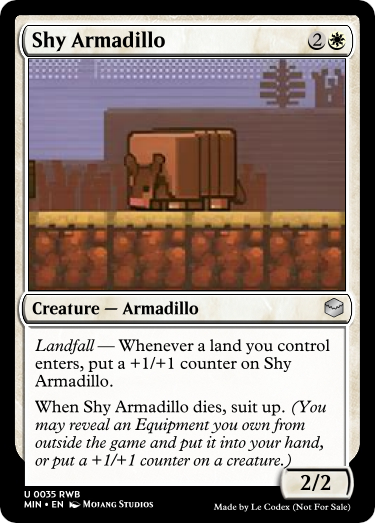 Shy Armadillo 2
Creature — Armadillo
Landfall — Whenever a land you control
enters, put a +1/+1 counter on Shy
Armadillo.
When Shy Armadillo dies, suit up. (You
may reveal an Equipment you own from
outside the game and put it into your hand,
or put a +1/+1 counter on a creature.)
2/2
U 0035 RWB
MIN • EN Mojang Studios
Made by Le Codex (Not For Sale)